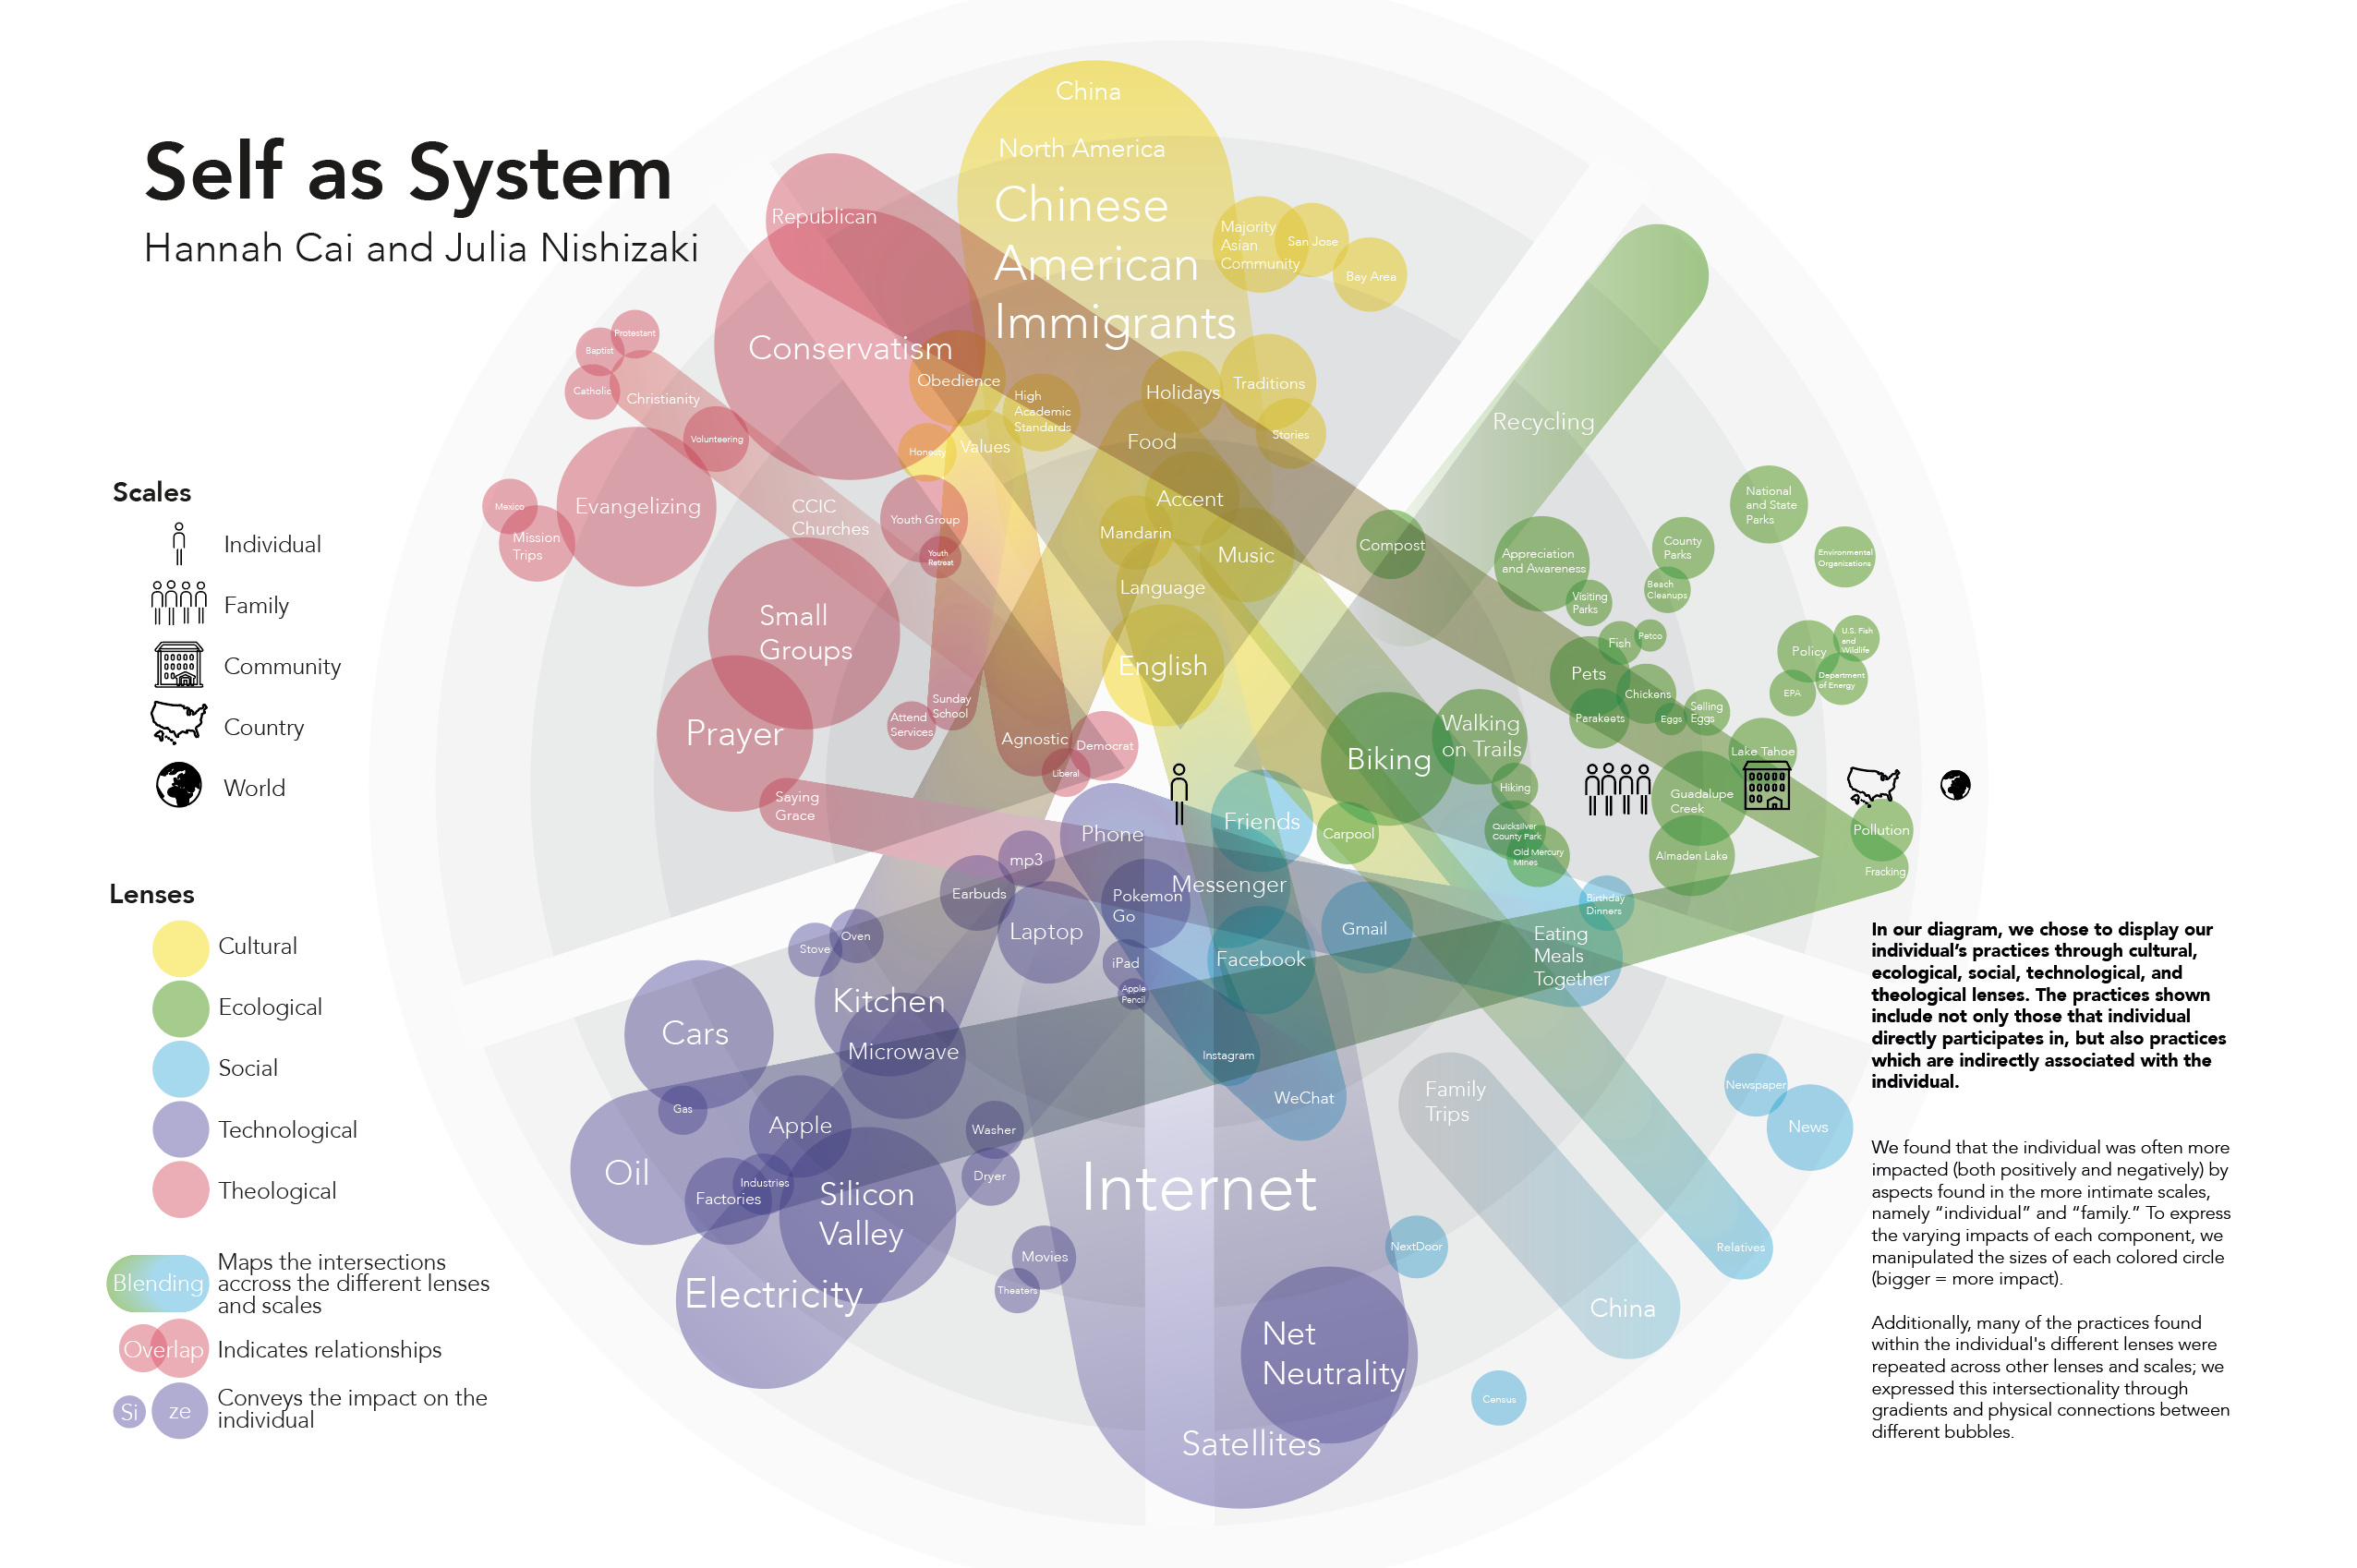 Self as System
Hannah Cai and Julia Nishizaki
Scales
Individual
Family
Community
Country
World
Lenses
Cultural
Ecological
Social
Technological
Theological
Blending
Maps the intersections
accross the different lenses
and scales
Overlap
Indicates relationships
Si
ze
Conveys the impact on the
individual
China
North America
Chinese
American
Immigrants
Majority
Asian
Community
San Jose
Bay Area
Republican
Conservatism
Obedience
High
Academic
Standards
Holidays
Traditions
Stories
Honesty
Values
Food
Accent
Mandarin
Music
Language
English
Protestant
Baptist
Catholic
Christianity
Volunteering
Evangelizing
Mexico
Mission
Trips
CCIC
Churches
Youth Group
Youth
Retreat
Small
Groups
Prayer
Sunday
School
Attend
Services
Agnostic
Democrat
Liberal
Saying
Grace
Recycling
Compost
Appreciation
and Awareness
Visiting
Parks
County
Parks
Beach
Cleanups
National
and State
Parks
Environmental
Organizations
Fish
Petco
Pets
Chickens
Parakeets
Eggs
Selling
Eggs
Policy
U.S. Fish
and
Wildlife
Department
of Energy
EPA
Lake Tahoe
Guadalupe
Creek
Almaden Lake
Pollution
Fracking
Walking
on Trails
Biking
Hiking
Carpool
Quicksilver
County Park
Old Mercury
Mines
Friends
Messenger
Facebook
Gmail
Birthday
Dinners
Eating
Meals
Together
Instagram
WeChat
Family
Trips
China
Relatives
Newspaper
News
NextDoor
Census
Phone
mp3
Earbuds
Laptop
Pokemon
Go
iPad
Apple
Pencil
Stove
Oven
Kitchen
Microwave
Cars
Gas
Oil
Apple
Industries
Factories
Silicon
Valley
Electricity
Washer
Dryer
Movies
Theaters
Internet
Net
Neutrality
Satellites
In our diagram, we chose to display our
individual’s practices through cultural,
ecological, social, technological, and
theological lenses. The practices shown
include not only those that individual
directly participates in, but also practices
which are indirectly associated with the
individual.
We found that the individual was often more
impacted (both positively and negatively) by
aspects found in the more intimate scales,
namely “individual” and “family.” To express
the varying impacts of each component, we
manipulated the sizes of each colored circle
(bigger = more impact).
Additionally, many of the practices found
within the individual's different lenses were
repeated across other lenses and scales; we
expressed this intersectionality through
gradients and physical connections between
different bubbles.